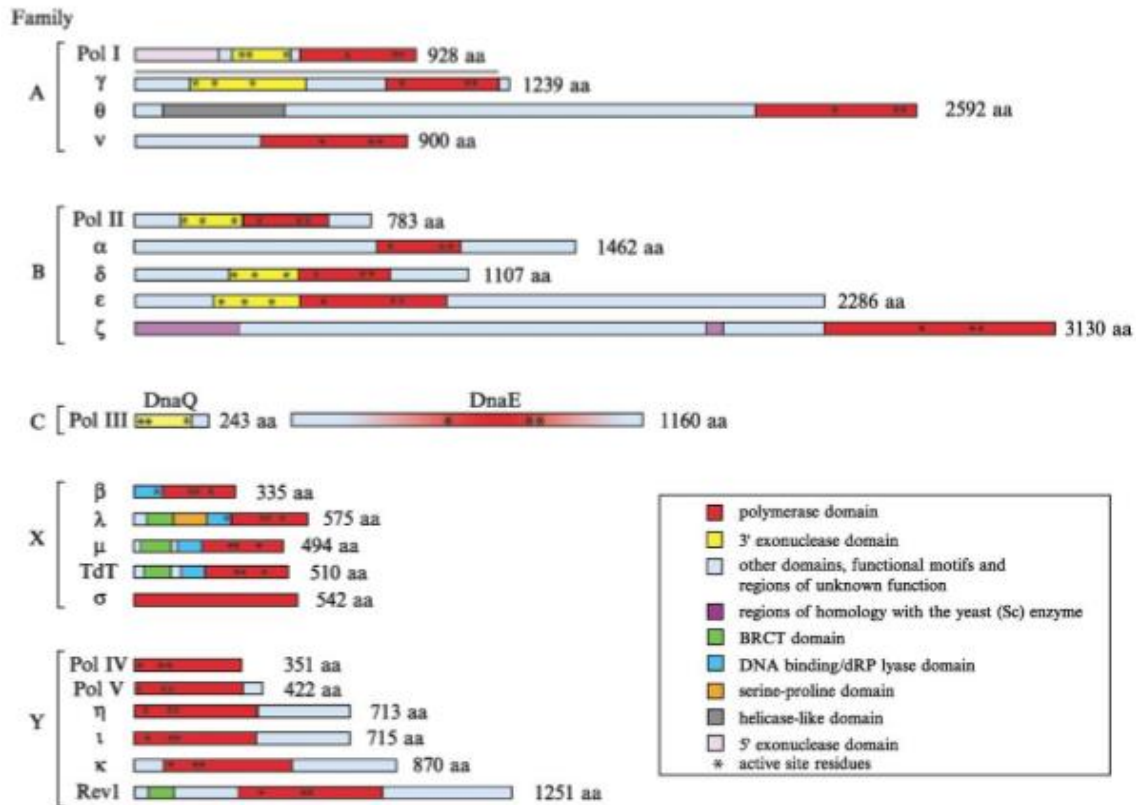 Family
A
Pol I 928 aa
γ 1239 aa
θ 2592 aa
ν 900 aa
B
Pol II 783 aa
α 1462 aa
δ 1107 aa
ε 2286 aa
ζ 3130 aa
C
DnaQ DnaE
Pol III 243 aa 1160 aa
X
β 335 aa
λ 575 aa
μ 494 aa
TdT 510 aa
σ 542 aa
Y
Pol IV 351 aa
Pol V 422 aa
η 713 aa
ι 715 aa
κ 870 aa
Rev1 1251 aa
polymerase domain
3' exonuclease domain
other domains, functional motifs and
regions of unknown function
regions of homology with the yeast (Sc) enzyme
BRCT domain
DNA binding/dRP lyase domain
serine-proline domain
helicase-like domain
5' exonuclease domain
* active site residues